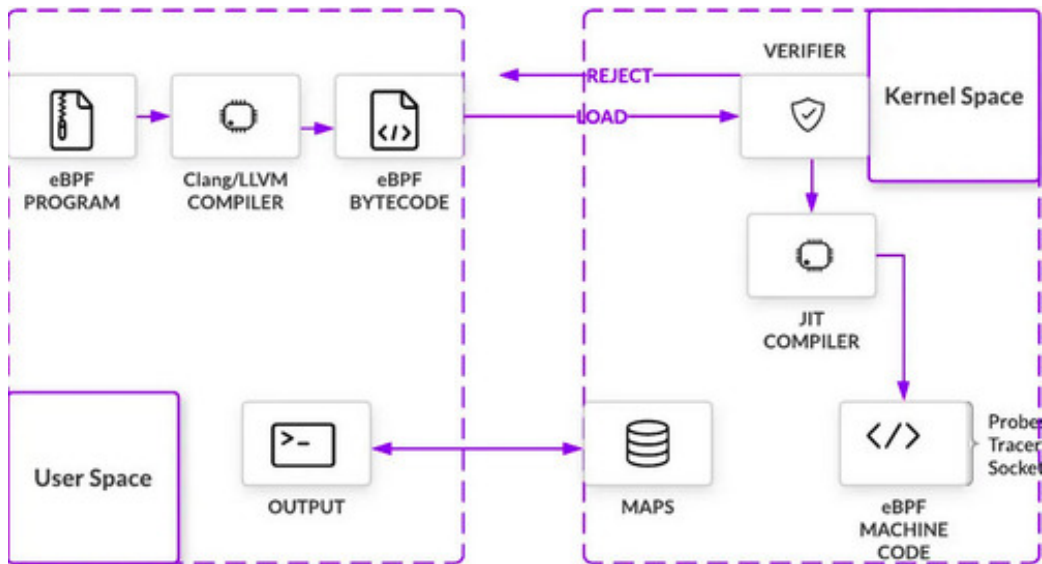 VERIFIER
Kernel Space
REJECT
LOAD
</>
eBPF
PROGRAM
Clang/LLVM
COMPILER
eBPF
BYTECODE
JIT
COMPILER
User Space
>_
OUTPUT
MAPS
</>
Probe
Tracer
Socket
eBPF
MACHINE
CODE